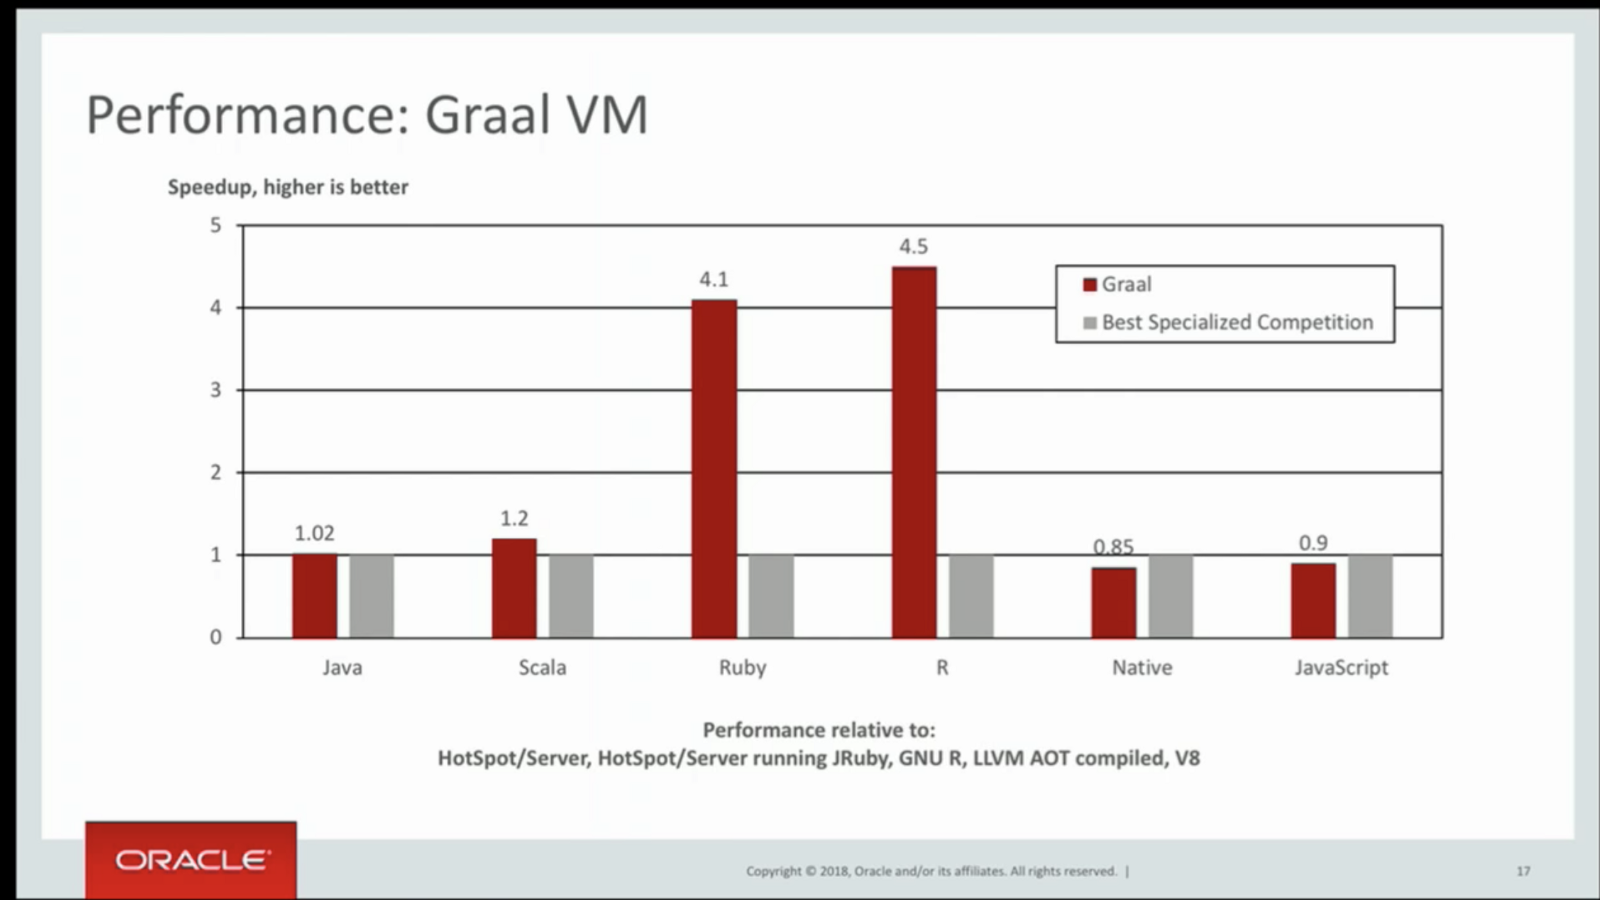 Performance: Graal VM
Speedup, higher is better
5
4.5
4.1
Graal
4
Best Specialized Competition
3
2
1.02
1.2
0.85
0.9
1
0
Java
Scala
Ruby
R
Native
JavaScript
Performance relative to:
HotSpot/Server, HotSpot/Server running JRuby, GNU R, LLVM AOT compiled, V8
ORACLE
Copyright © 2018, Oracle and/or its affiliates. All rights reserved. |
17